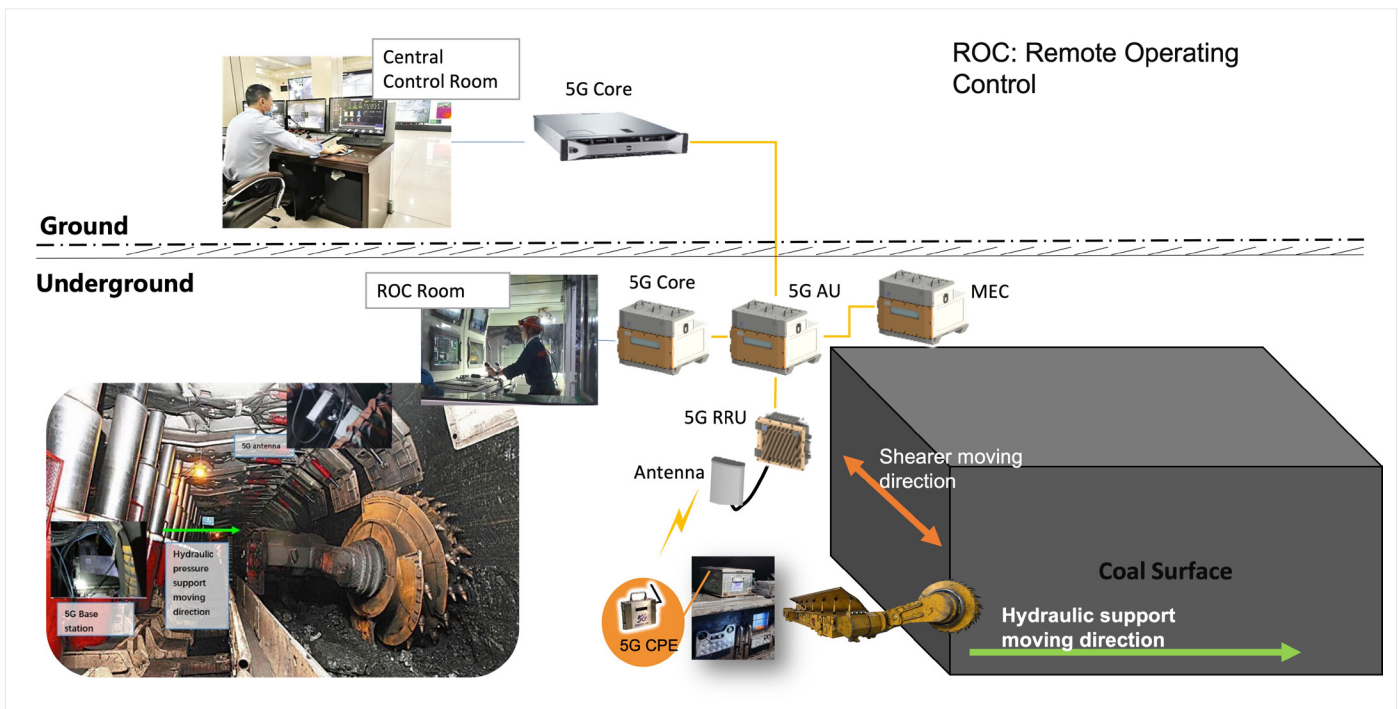 Central
Control Room
5G Core
ROC: Remote Operating
Control
Ground
Underground
ROC Room
5G Core
5G AU
MEC
5G RRU
Antenna
Shearer moving
direction
5G antenna
Hydraulic
pressure
support
moving
direction
5G Base
station
5G
5G CPE
Coal Surface
Hydraulic support
moving direction